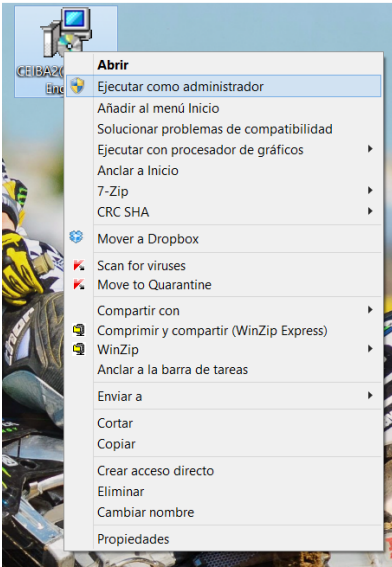 CEIBA2(
Eng
Abrir
Ejecutar como administrador
Añadir al menú Inicio
Solucionar problemas de compatibilidad
Ejecutar con procesador de gráficos
Anclar a Inicio
7-Zip
CRC SHA
Mover a Dropbox
Scan for viruses
Move to Quarantine
Compartir con
Comprimir y compartir (WinZip Express)
WinZip
Anclar a la barra de tareas
Enviar a
Cortar
Copiar
Crear acceso directo
Eliminar
Cambiar nombre
Propiedades